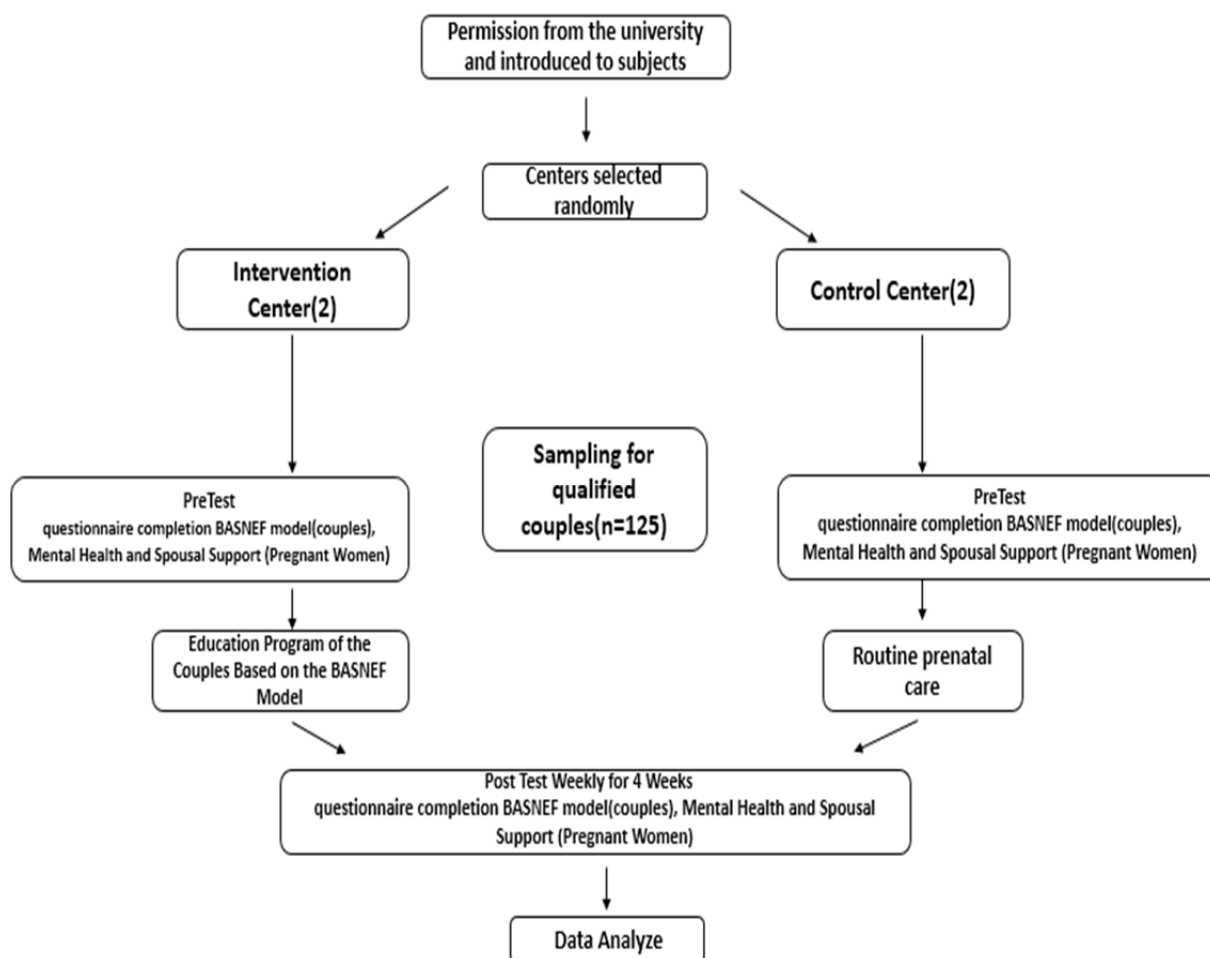 Permission from the university
and introduced to subjects
Centers selected
randomly
Intervention
Center(2)
Control Center(2)
Sampling for
qualified
couples(n=125)
PreTest
questionnaire completion BASNEF model(couples),
Mental Health and Spousal Support (Pregnant Women)
PreTest
questionnaire completion BASNEF model(couples),
Mental Health and Spousal Support (Pregnant Women)
Education Program of the
Couples Based on the BASNEF
Model
Routine prenatal
care
Post Test Weekly for 4 Weeks
questionnaire completion BASNEF model(couples), Mental Health and Spousal
Support (Pregnant Women)
Data Analyze